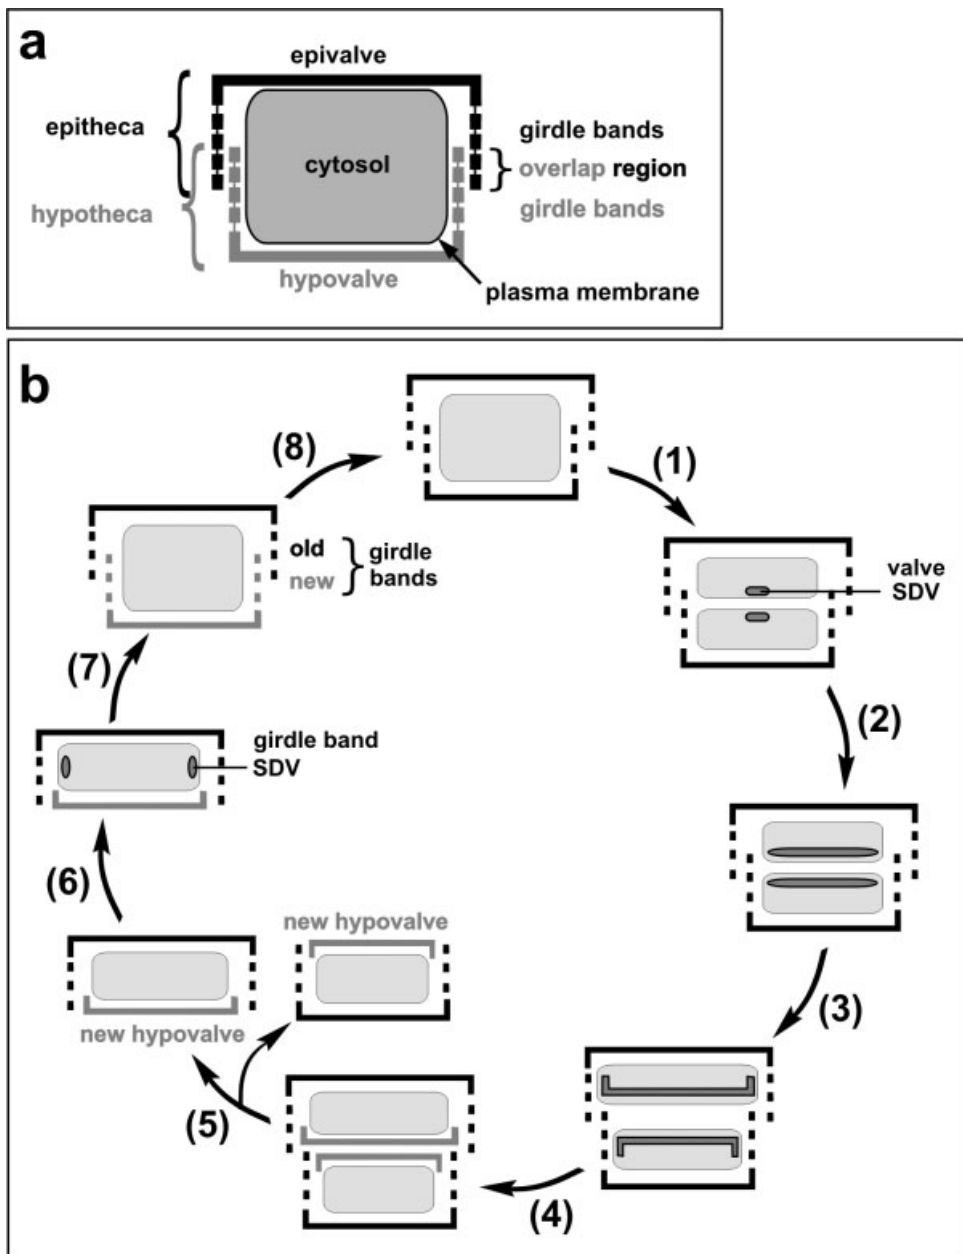 a
epivalve
epitheca
girdle bands
overlap region
cytosol
hypotheca
girdle bands
hypovalve
plasma membrane
b
(8)
(1)
old
new
girdle
bands
valve
SDV
(7)
(2)
girdle band
SDV
(6)
new hypovalve
(3)
new hypovalve
(5)
(4)